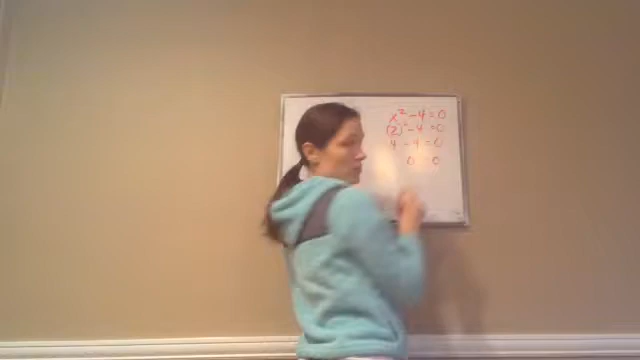 x² - 4 = 0
(2)² - 4 = 0
4 - 4 = 0
0 0